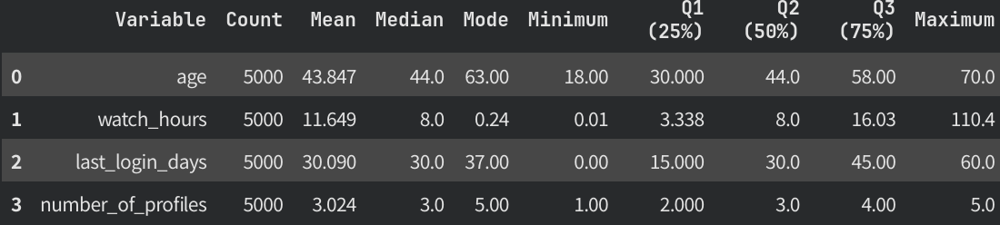 Variable Count Mean Median Mode Minimum Q1 (25%) Q2 (50%) Q3 (75%) Maximum
0 age 5000 43.847 44.0 63.00 18.00 30.000 44.0 58.00 70.0
1 watch_hours 5000 11.649 8.0 0.24 0.01 3.338 8.0 16.03 110.4
2 last_login_days 5000 30.090 30.0 37.00 0.00 15.000 30.0 45.00 60.0
3 number_of_profiles 5000 3.024 3.0 5.00 1.00 2.000 3.0 4.00 5.0